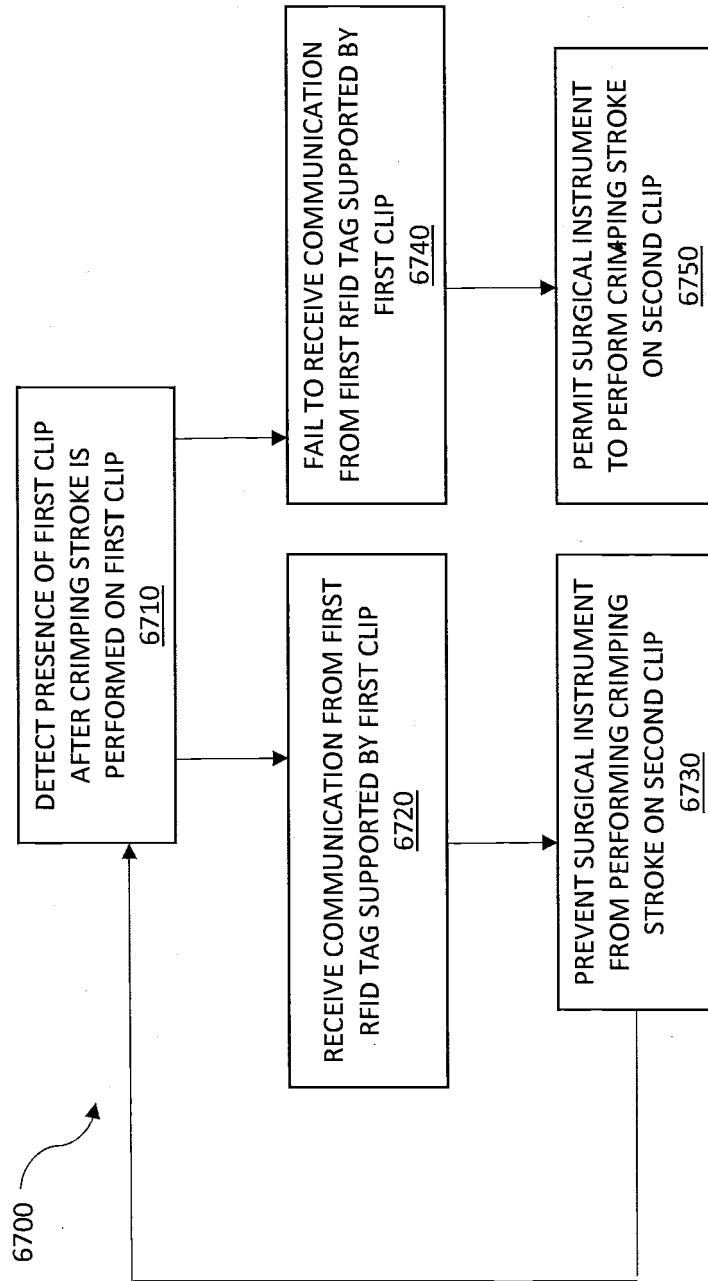 6700
DETECT PRESENCE OF FIRST CLIP
AFTER CRIMPING STROKE IS
PERFORMED ON FIRST CLIP
6710
RECEIVE COMMUNICATION FROM FIRST
RFID TAG SUPPORTED BY FIRST CLIP
6720
PREVENT SURGICAL INSTRUMENT
FROM PERFORMING CRIMPING
STROKE ON SECOND CLIP
6730
FAIL TO RECEIVE COMMUNICATION
FROM FIRST RFID TAG SUPPORTED BY
FIRST CLIP
6740
PERMIT SURGICAL INSTRUMENT
TO PERFORM CRIMPING STROKE
ON SECOND CLIP
6750